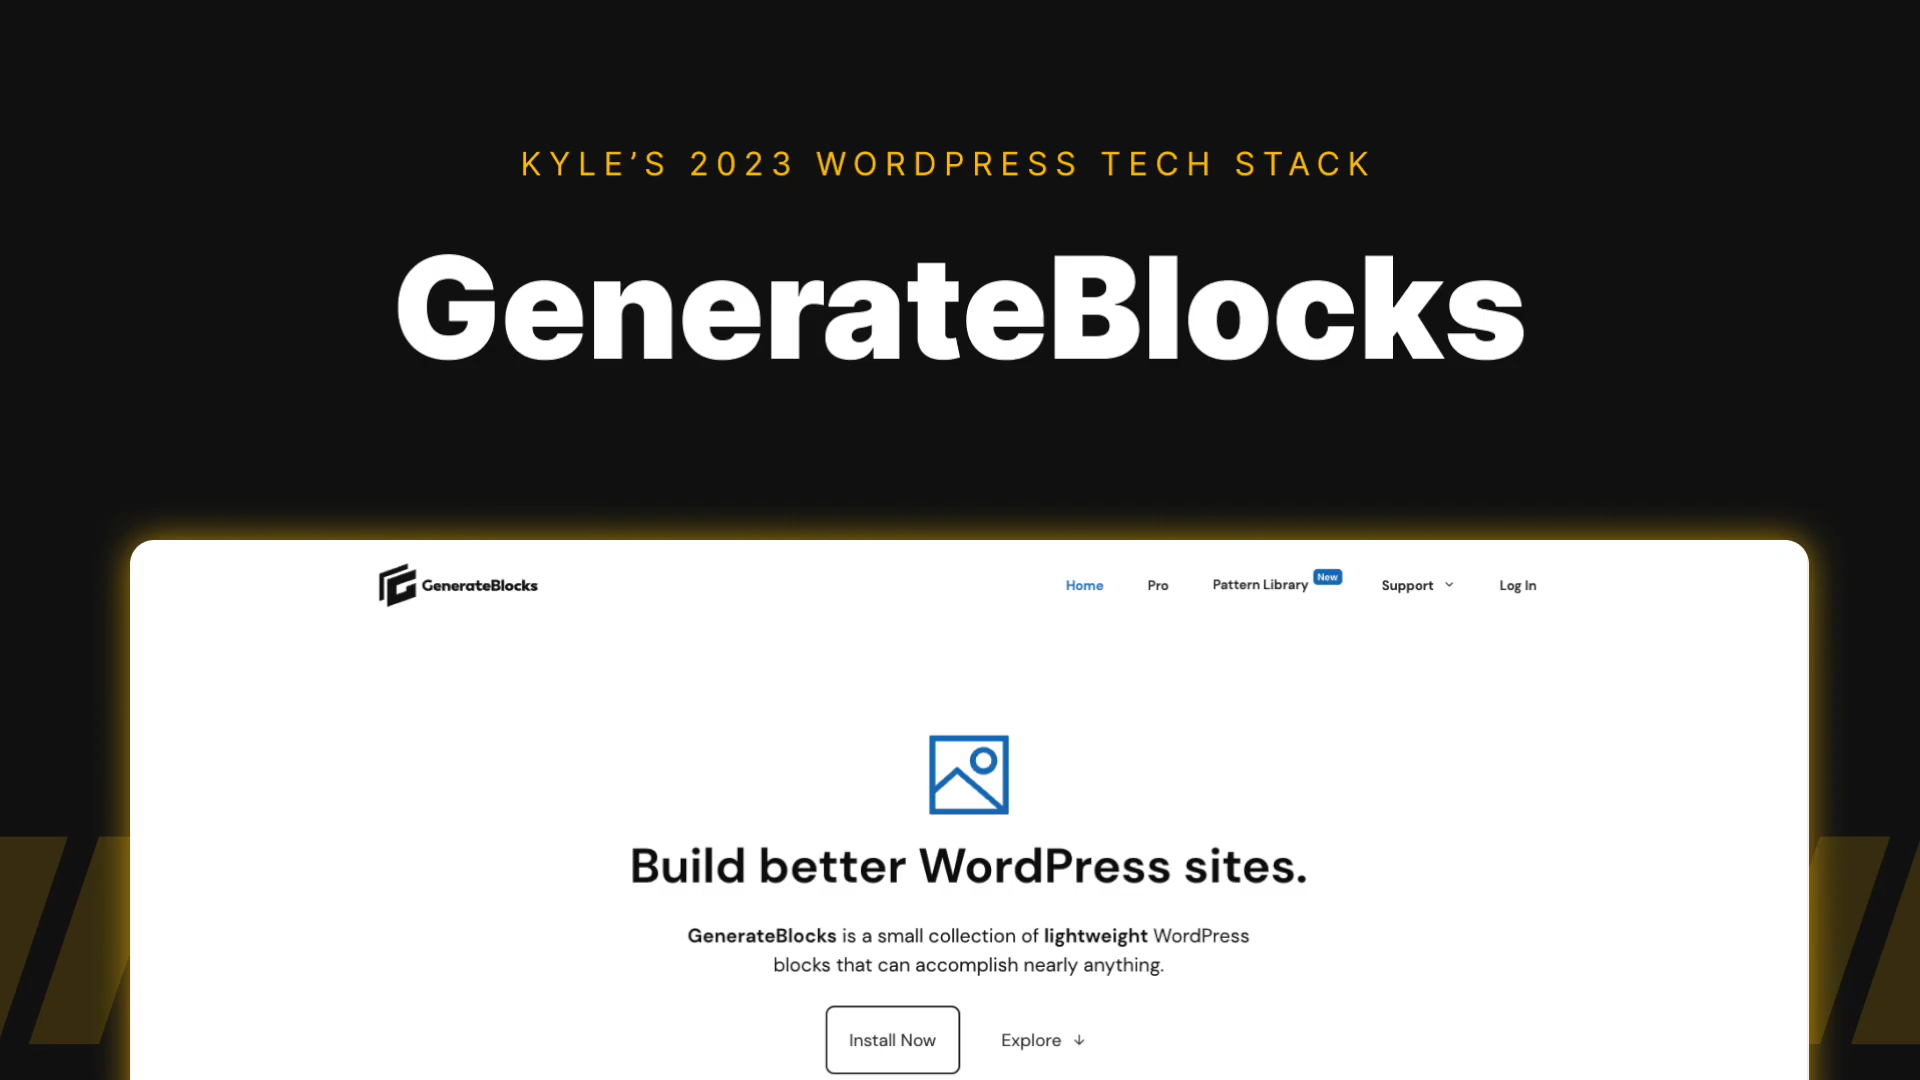 KYLE’S 2023 WORDPRESS TECH STACK
GenerateBlocks
GenerateBlocks
Home Pro Pattern Library New Support Log In
Build better WordPress sites.
GenerateBlocks is a small collection of lightweight WordPress
blocks that can accomplish nearly anything.
Install Now Explore ↓